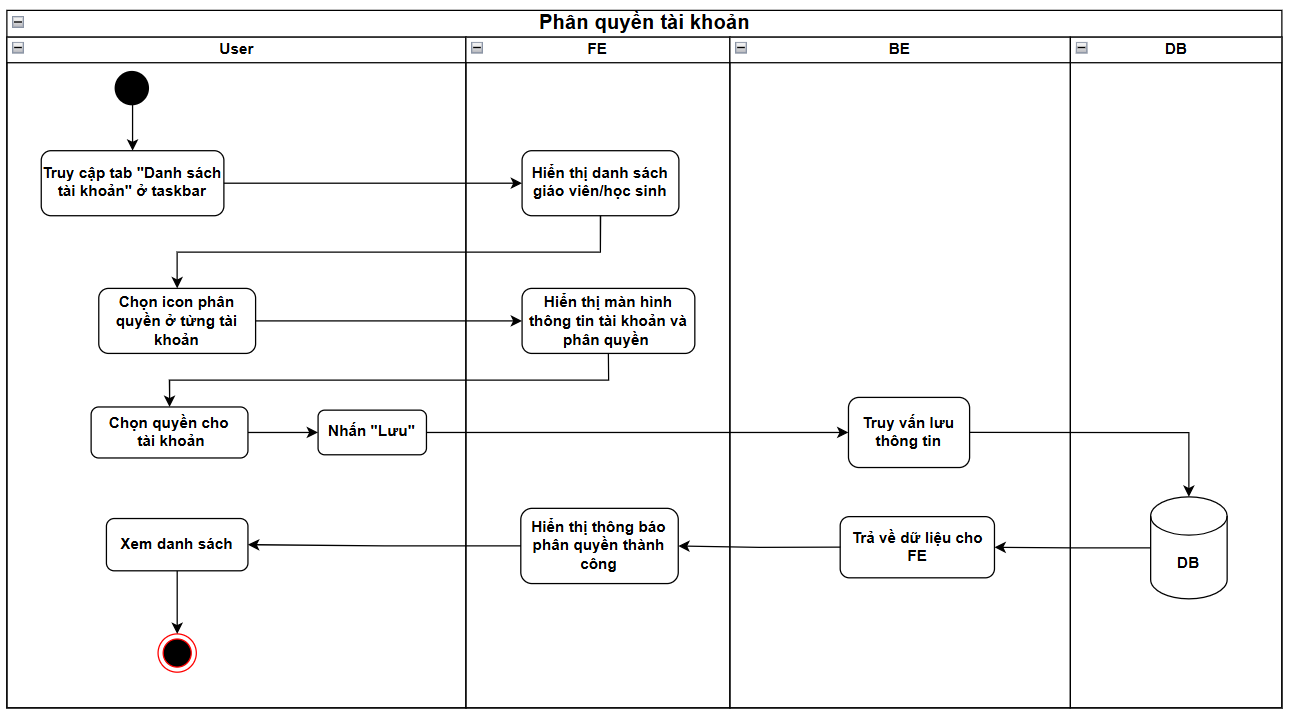 Phân quyền tài khoản
User
FE
BE
DB
Truy cập tab "Danh sách
tài khoản" ở taskbar
Hiển thị danh sách
giáo viên/học sinh
Chọn icon phân
quyền ở từng tài
khoản
Hiển thị màn hình
thông tin tài khoản và
phân quyền
Chọn quyền cho
tài khoản
Nhấn "Lưu"
Truy vấn lưu
thông tin
Xem danh sách
Hiển thị thông báo
phân quyền thành
công
Trả về dữ liệu cho
FE
DB